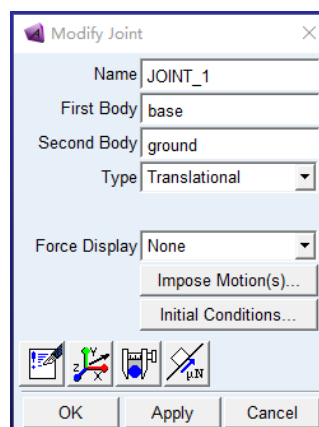 Modify Joint
Name JOINT_1
First Body base
Second Body ground
Type Translational
Force Display None
Impose Motion(s)...
Initial Conditions...
Z Y X μN
OK Apply Cancel